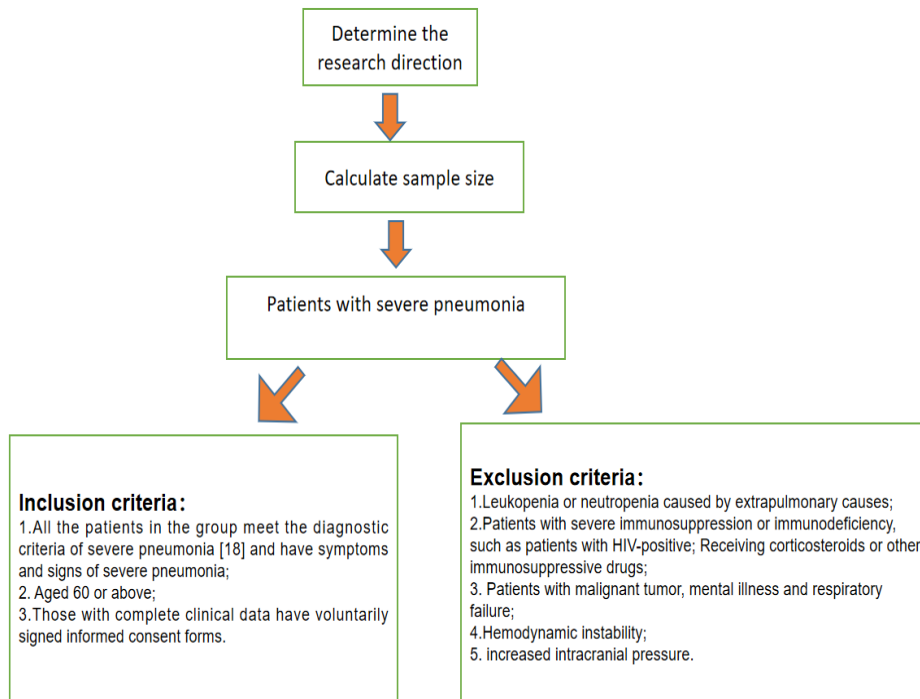 Determine the
research direction
Calculate sample size
Patients with severe pneumonia
Inclusion criteria：
1.All the patients in the group meet the diagnostic
criteria of severe pneumonia [18] and have symptoms
and signs of severe pneumonia;
2. Aged 60 or above;
3.Those with complete clinical data have voluntarily
signed informed consent forms.
Exclusion criteria：
1.Leukopenia or neutropenia caused by extrapulmonary causes;
2.Patients with severe immunosuppression or immunodeficiency,
such as patients with HIV-positive; Receiving corticosteroids or other
immunosuppressive drugs;
3. Patients with malignant tumor, mental illness and respiratory
failure;
4.Hemodynamic instability;
5. increased intracranial pressure.